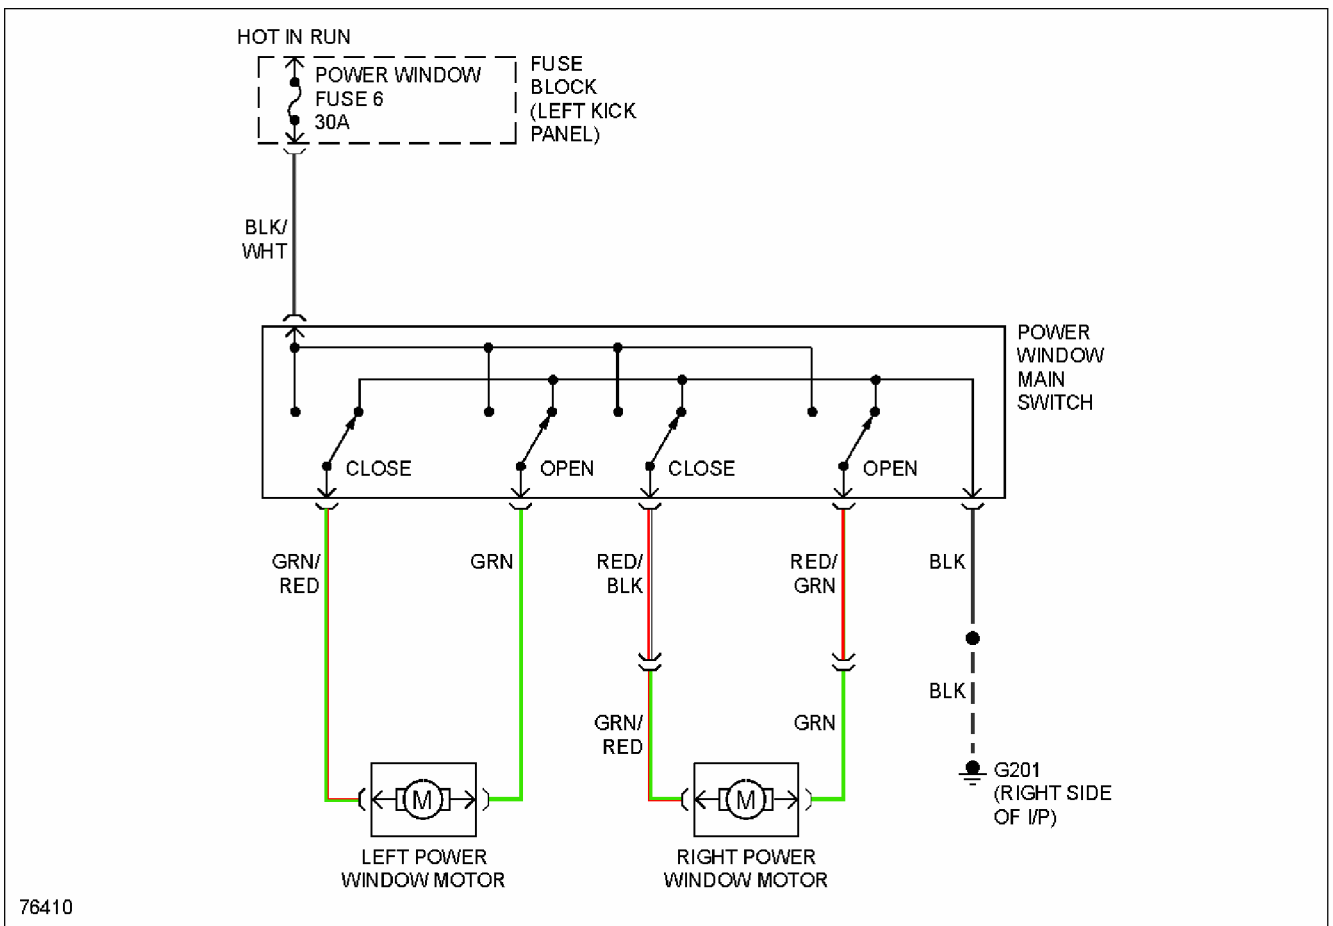 HOT IN RUN
POWER WINDOW
FUSE 6
30A
FUSE
BLOCK
(LEFT KICK
PANEL)
BLK/
WHT
POWER
WINDOW
MAIN
SWITCH
CLOSE
OPEN
CLOSE
OPEN
GRN/
RED
GRN
RED/
BLK
RED/
GRN
BLK
GRN/
RED
GRN
BLK
M
M
G201
(RIGHT SIDE
OF I/P)
LEFT POWER
WINDOW MOTOR
RIGHT POWER
WINDOW MOTOR
76410